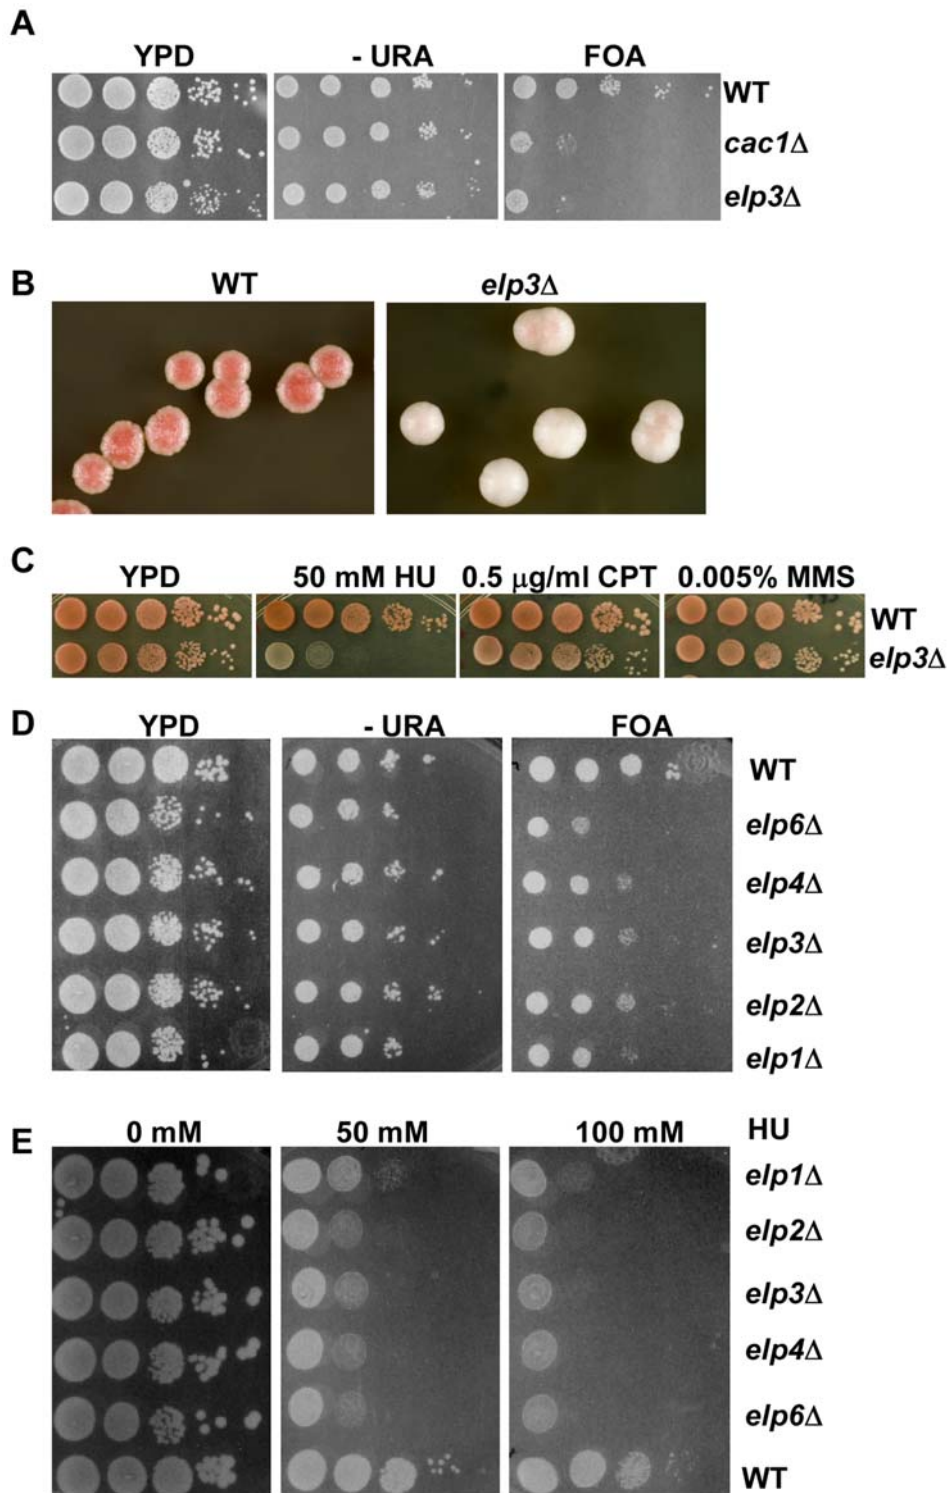 A
YPD - URA FOA
WT
cac1Δ
elp3Δ
B
WT elp3Δ
C
YPD 50 mM HU 0.5 μg/ml CPT 0.005% MMS
WT
elp3Δ
D
YPD - URA FOA
WT
elp6Δ
elp4Δ
elp3Δ
elp2Δ
elp1Δ
E
0 mM 50 mM 100 mM HU
elp1Δ
elp2Δ
elp3Δ
elp4Δ
elp6Δ
WT